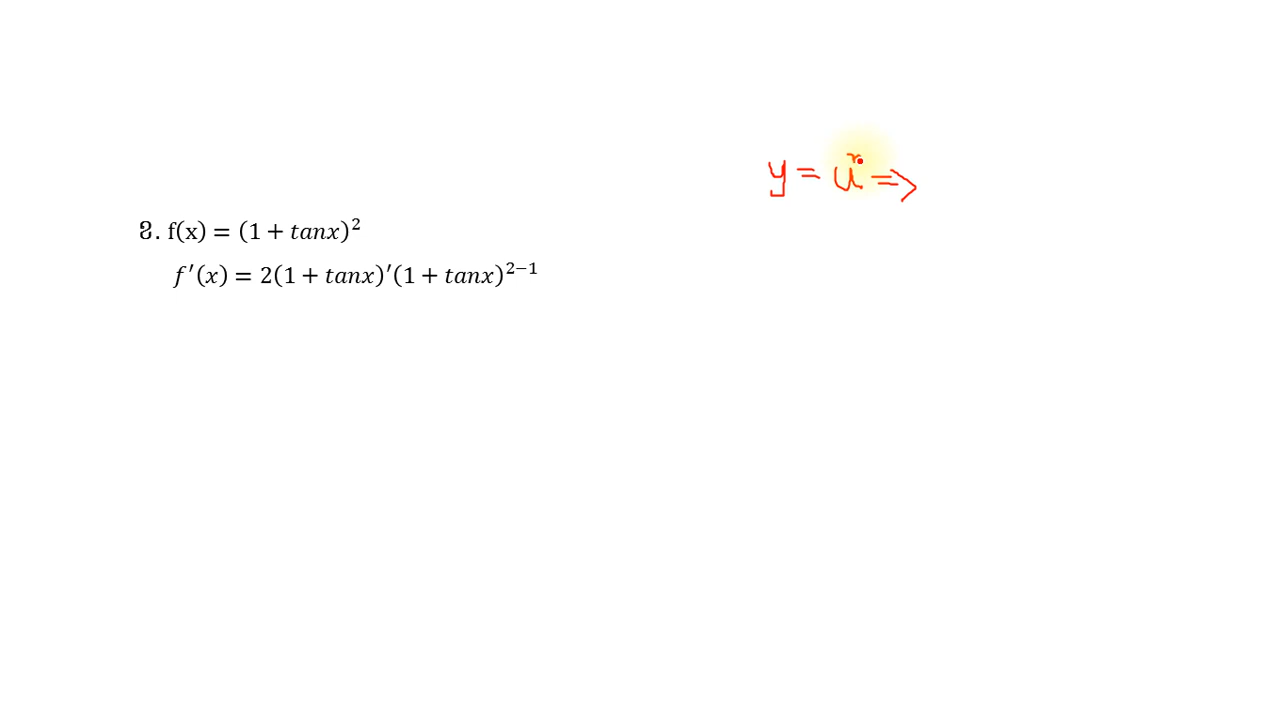 y = uʳ ⇒
8. f(x) = (1 + tanx)²
f′(x) = 2(1 + tanx)′(1 + tanx)²⁻¹